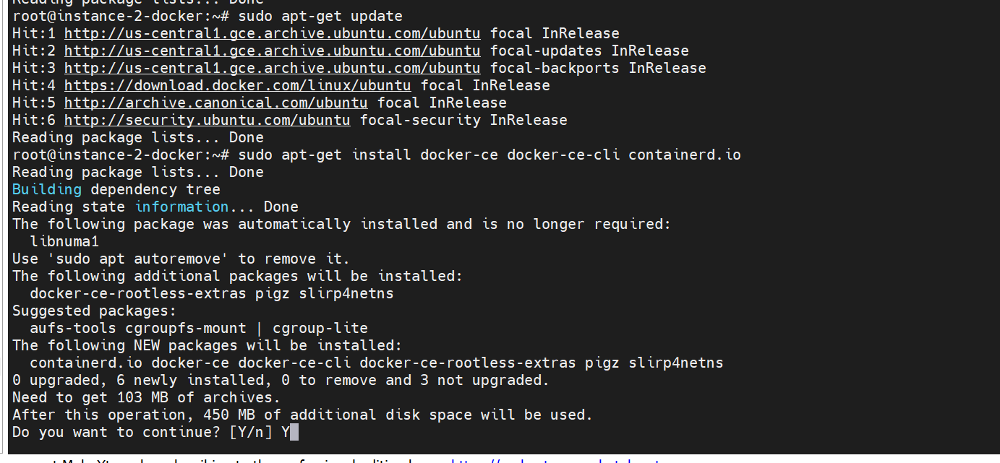 Reading package lists... Done
root@instance-2-docker:~# sudo apt-get update
Hit:1 http://us-central1.gce.archive.ubuntu.com/ubuntu focal InRelease
Hit:2 http://us-central1.gce.archive.ubuntu.com/ubuntu focal-updates InRelease
Hit:3 http://us-central1.gce.archive.ubuntu.com/ubuntu focal-backports InRelease
Hit:4 https://download.docker.com/linux/ubuntu focal InRelease
Hit:5 http://archive.canonical.com/ubuntu focal InRelease
Hit:6 http://security.ubuntu.com/ubuntu focal-security InRelease
Reading package lists... Done
root@instance-2-docker:~# sudo apt-get install docker-ce docker-ce-cli containerd.io
Reading package lists... Done
Building dependency tree
Reading state information... Done
The following package was automatically installed and is no longer required:
  libnuma1
Use 'sudo apt autoremove' to remove it.
The following additional packages will be installed:
  docker-ce-rootless-extras pigz slirp4netns
Suggested packages:
  aufs-tools cgroupfs-mount | cgroup-lite
The following NEW packages will be installed:
  containerd.io docker-ce docker-ce-cli docker-ce-rootless-extras pigz slirp4netns
0 upgraded, 6 newly installed, 0 to remove and 3 not upgraded.
Need to get 103 MB of archives.
After this operation, 450 MB of additional disk space will be used.
Do you want to continue? [Y/n] Y